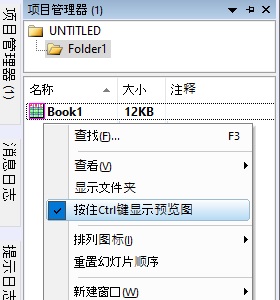 项目管理器 (1)
UNTITLED
Folder1
名称 大小 注释
Book1 12KB
查找(F)... F3
查看(V)
显示文件夹
按住Ctrl键显示预览图
排列图标(I)
重置幻灯片顺序
新建窗口(W)
项目管理器 (1)
消息日志
提示日志